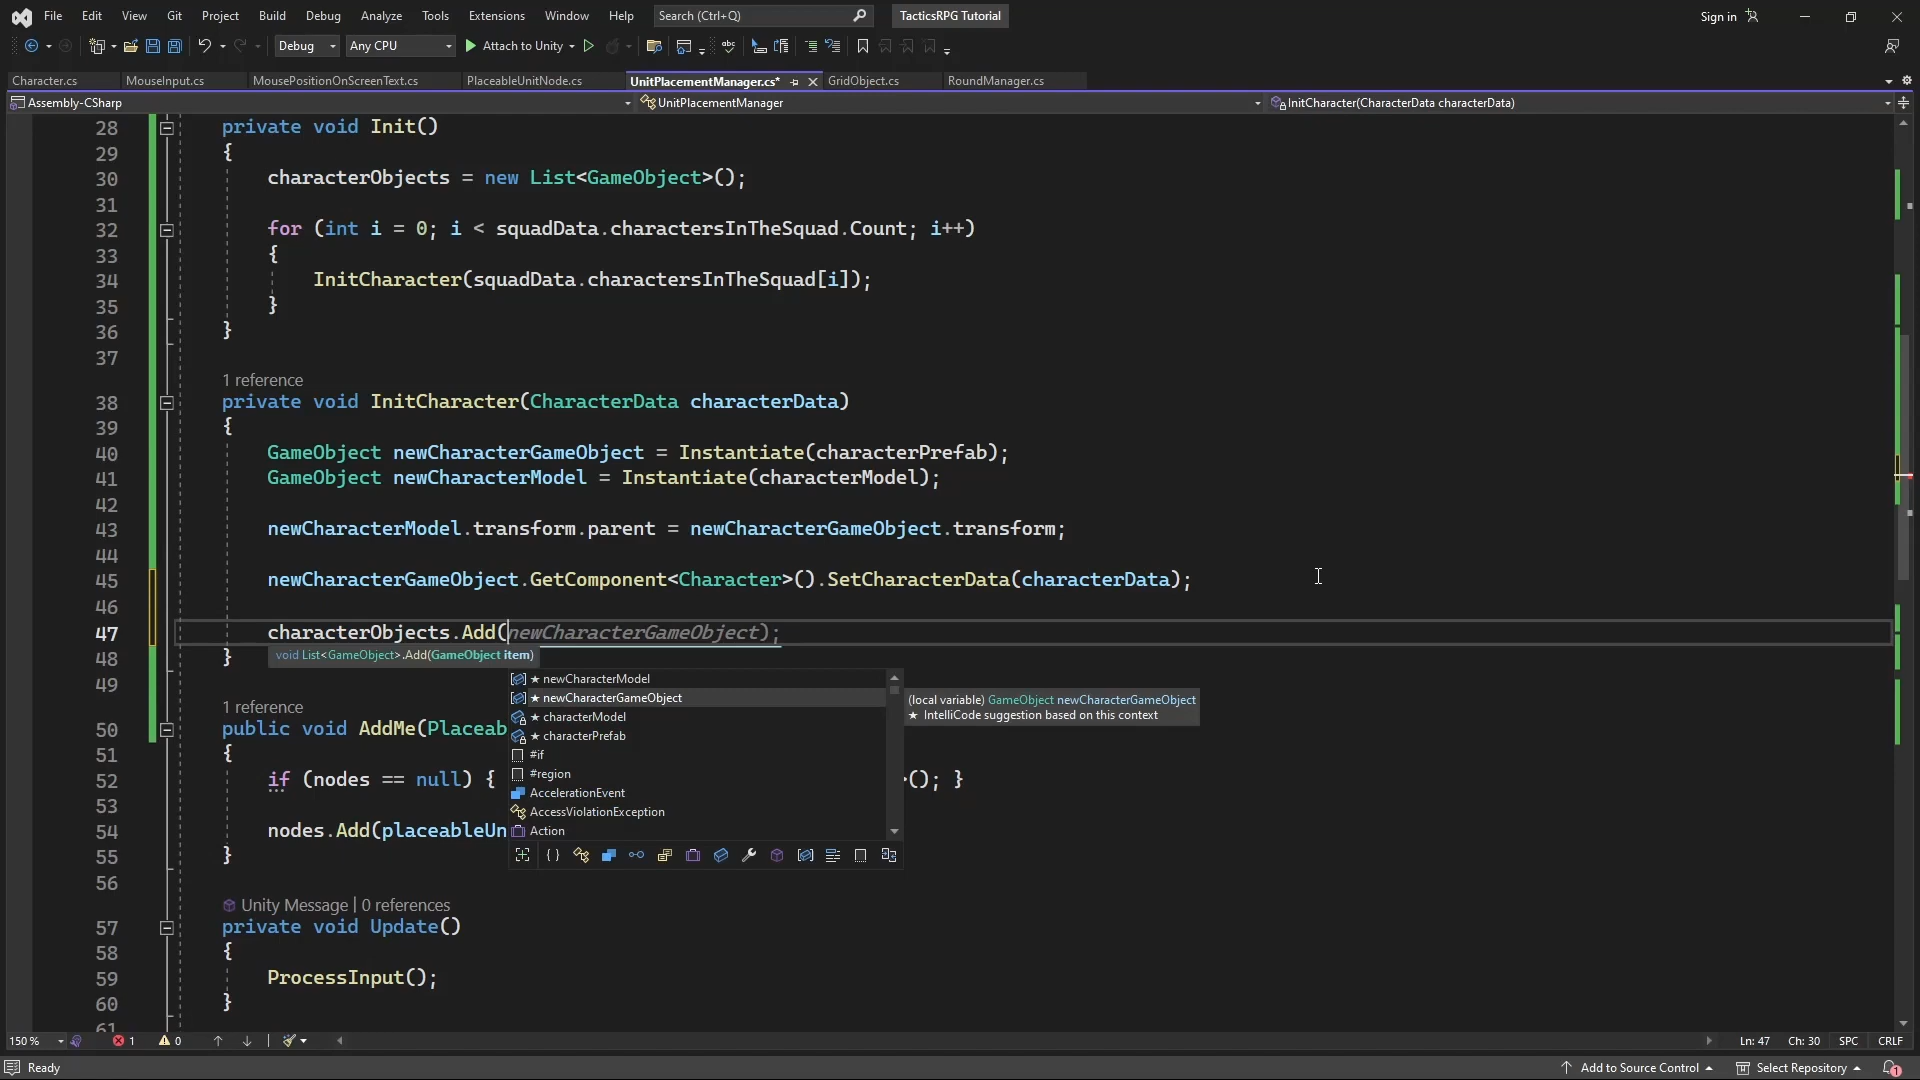 File Edit View Git Project Build Debug Analyze Tools Extensions Window Help Search (Ctrl+Q) TacticsRPG Tutorial Sign in
Debug Any CPU Attach to Unity
Character.cs MouseInput.cs MousePositionOnScreenText.cs PlaceableUnitNode.cs UnitPlacementManager.cs* GridObject.cs RoundManager.cs
Assembly-CSharp UnitPlacementManager InitCharacter(CharacterData characterData)
28 private void Init()
29 {
30 characterObjects = new List<GameObject>();
31
32 for (int i = 0; i < squadData.charactersInTheSquad.Count; i++)
33 {
34 InitCharacter(squadData.charactersInTheSquad[i]);
35 }
36 }
37
1 reference
38 private void InitCharacter(CharacterData characterData)
39 {
40 GameObject newCharacterGameObject = Instantiate(characterPrefab);
41 GameObject newCharacterModel = Instantiate(characterModel);
42
43 newCharacterModel.transform.parent = newCharacterGameObject.transform;
44
45 newCharacterGameObject.GetComponent<Character>().SetCharacterData(characterData);
46
47 characterObjects.Add(newCharacterGameObject);
48 } void List<GameObject>.Add(GameObject item)
★ newCharacterModel
49
★ newCharacterGameObject (local variable) GameObject newCharacterGameObject
1 reference
★ characterModel ★ IntelliCode suggestion based on this context
50 public void AddMe(Placeab
★ characterPrefab
51 {
#if
#region
52 if (nodes == null) { >(); }
AccelerationEvent
53
AccessViolationException
54 nodes.Add(placeableUn
Action
55 }
56
Unity Message | 0 references
57 private void Update()
58 {
59 ProcessInput();
60 }
61
150 % 1 0 Ln: 47 Ch: 30 SPC CRLF
Ready Add to Source Control Select Repository 1